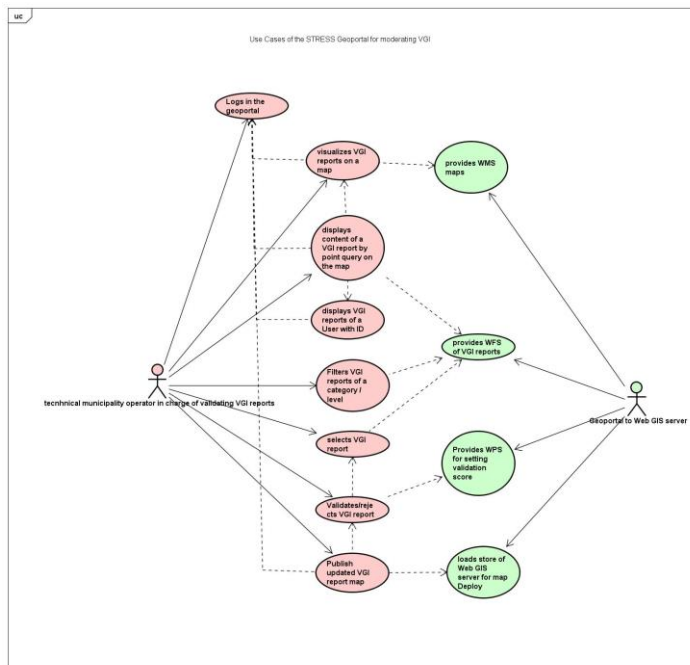 uc
Use Cases of the STRESS Geoportal for moderating VGI
Logs in the
geoportal
visualizes VGI
reports on a
map
provides WMS
maps
displays
content of a
VGI report by
point query on
the map
displays VGI
reports of a
User with ID
provides WFS
of VGI reports
Filters VGI
reports of a
category /
level
tecnhnical municipality operator in charge of validating VGI reports
Geoportal to Web GIS server
selects VGI
report
Provides WPS
for setting
validation
score
Validates/reje
cts VGI report
Publish
updated VGI
report map
loads store of
Web GIS
server for map
Deploy